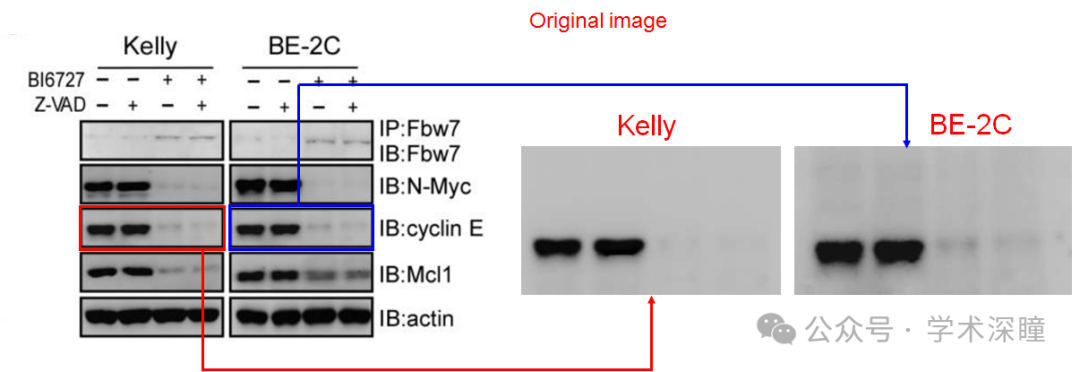 Original image
Kelly BE-2C
BI6727 − − + + − − + +
Z-VAD − + − + − + − +
IP:Fbw7
IB:Fbw7
IB:N-Myc
IB:cyclin E
IB:Mcl1
IB:actin
Kelly
BE-2C
公众号 · 学术深瞳